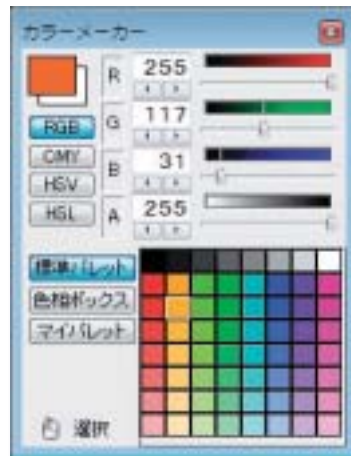 カラーメーカー
R 255
RGB G 117
CMY B 31
HSV
HSL A 255
標準パレット
色相ボックス
マイパレット
選択